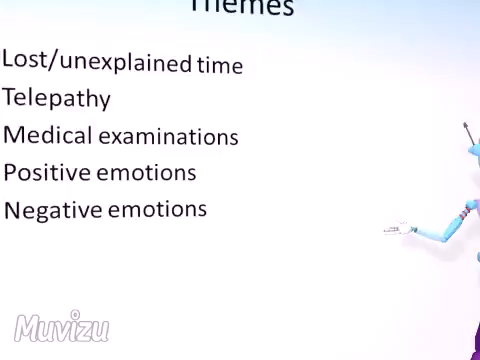 Themes
Lost/unexplained time
Telepathy
Medical examinations
Positive emotions
Negative emotions
Muvizu